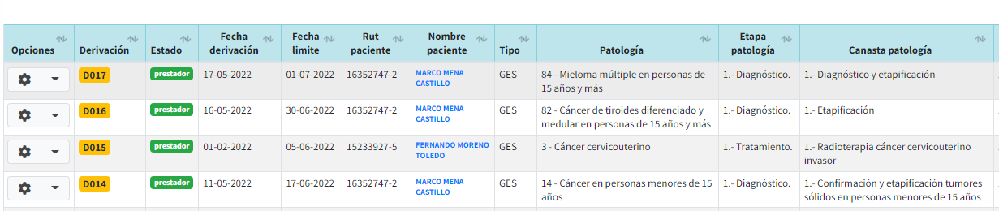 Opciones Derivación Estado Fecha derivación Fecha limite Rut paciente Nombre paciente Tipo Patología Etapa patología Canasta patología
D017 prestador 17-05-2022 01-07-2022 16352747-2 MARCO MENA CASTILLO GES 84 - Mieloma múltiple en personas de 15 años y más 1.- Diagnóstico. 1.- Diagnóstico y etapificación
D016 prestador 16-05-2022 30-06-2022 16352747-2 MARCO MENA CASTILLO GES 82 - Cáncer de tiroides diferenciado y medular en personas de 15 años y más 1.- Diagnóstico. 1.- Etapificación
D015 prestador 01-02-2022 05-06-2022 15233927-5 FERNANDO MORENO TOLEDO GES 3 - Cáncer cervicouterino 1.- Tratamiento. 1.- Radioterapia cáncer cervicouterino invasor
D014 prestador 11-05-2022 17-06-2022 16352747-2 MARCO MENA CASTILLO GES 14 - Cáncer en personas menores de 15 años 1.- Diagnóstico. 1.- Confirmación y etapificación tumores sólidos en personas menores de 15 años